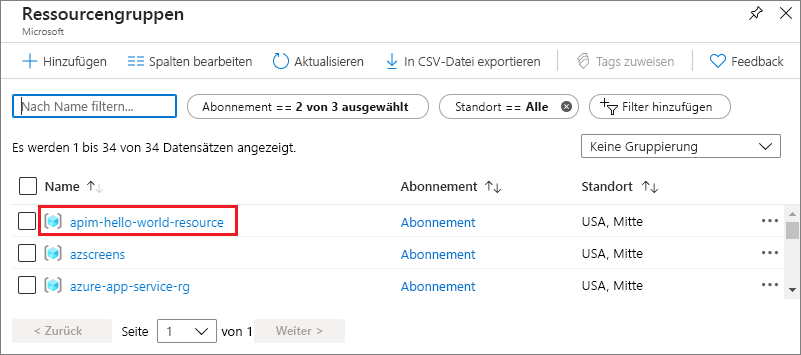 Ressourcengruppen
Microsoft
Hinzufügen Spalten bearbeiten Aktualisieren In CSV-Datei exportieren Tags zuweisen Feedback
Nach Name filtern... Abonnement == 2 von 3 ausgewählt Standort == Alle Filter hinzufügen
Es werden 1 bis 34 von 34 Datensätzen angezeigt. Keine Gruppierung
Name Abonnement Standort
apim-hello-world-resource Abonnement USA, Mitte
azscreens Abonnement USA, Mitte
azure-app-service-rg Abonnement USA, Mitte
< Zurück Seite 1 von 1 Weiter >